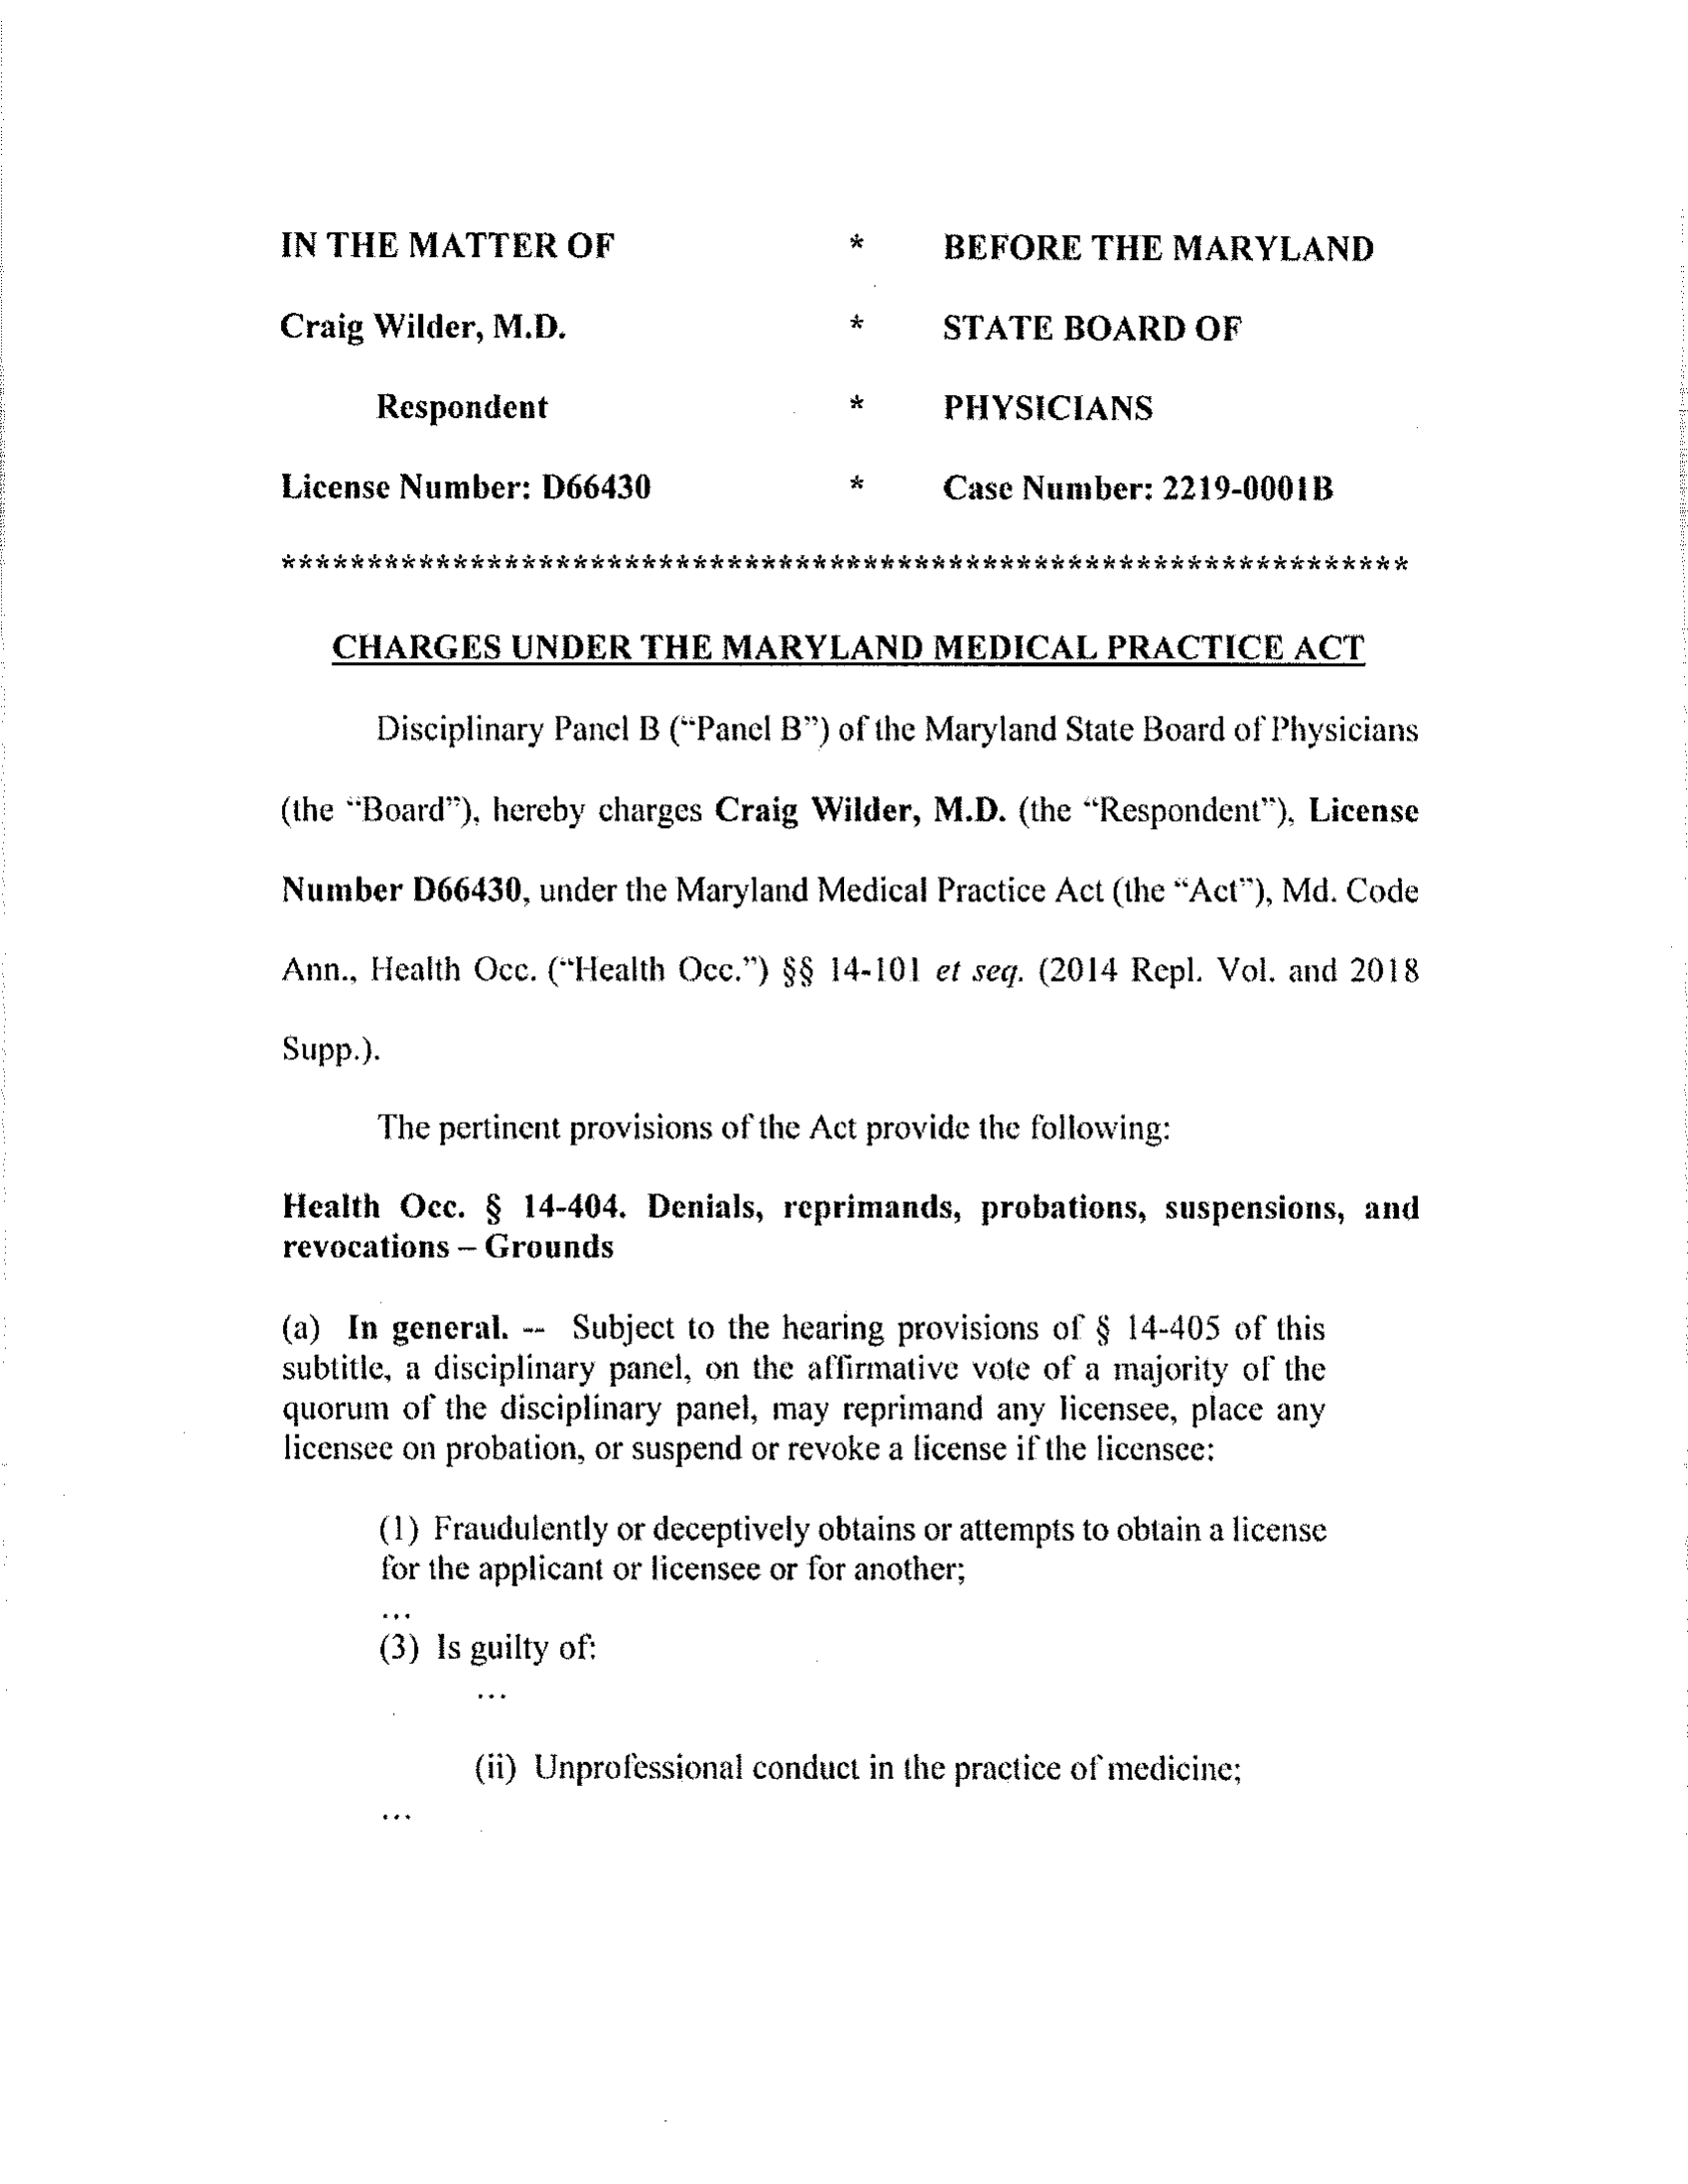 IN THE MATTER OF * BEFORE THE MARYLAND
Craig Wilder, M.D. * STATE BOARD OF
Respondent * PHYSICIANS
License Number: D66430 * Case Number: 2219-0001B
******************************************************************
CHARGES UNDER THE MARYLAND MEDICAL PRACTICE ACT
Disciplinary Panel B (“Panel B”) of the Maryland State Board of Physicians
(the “Board”), hereby charges Craig Wilder, M.D. (the “Respondent”), License
Number D66430, under the Maryland Medical Practice Act (the “Act”), Md. Code
Ann., Health Occ. (“Health Occ.”) §§ 14-101 et seq. (2014 Repl. Vol. and 2018
Supp.).
The pertinent provisions of the Act provide the following:
Health Occ. § 14-404. Denials, reprimands, probations, suspensions, and
revocations – Grounds
(a) In general. -- Subject to the hearing provisions of § 14-405 of this
subtitle, a disciplinary panel, on the affirmative vote of a majority of the
quorum of the disciplinary panel, may reprimand any licensee, place any
licensee on probation, or suspend or revoke a license if the licensee:
(1) Fraudulently or deceptively obtains or attempts to obtain a license
for the applicant or licensee or for another;
...
(3) Is guilty of:
...
(ii) Unprofessional conduct in the practice of medicine;
...